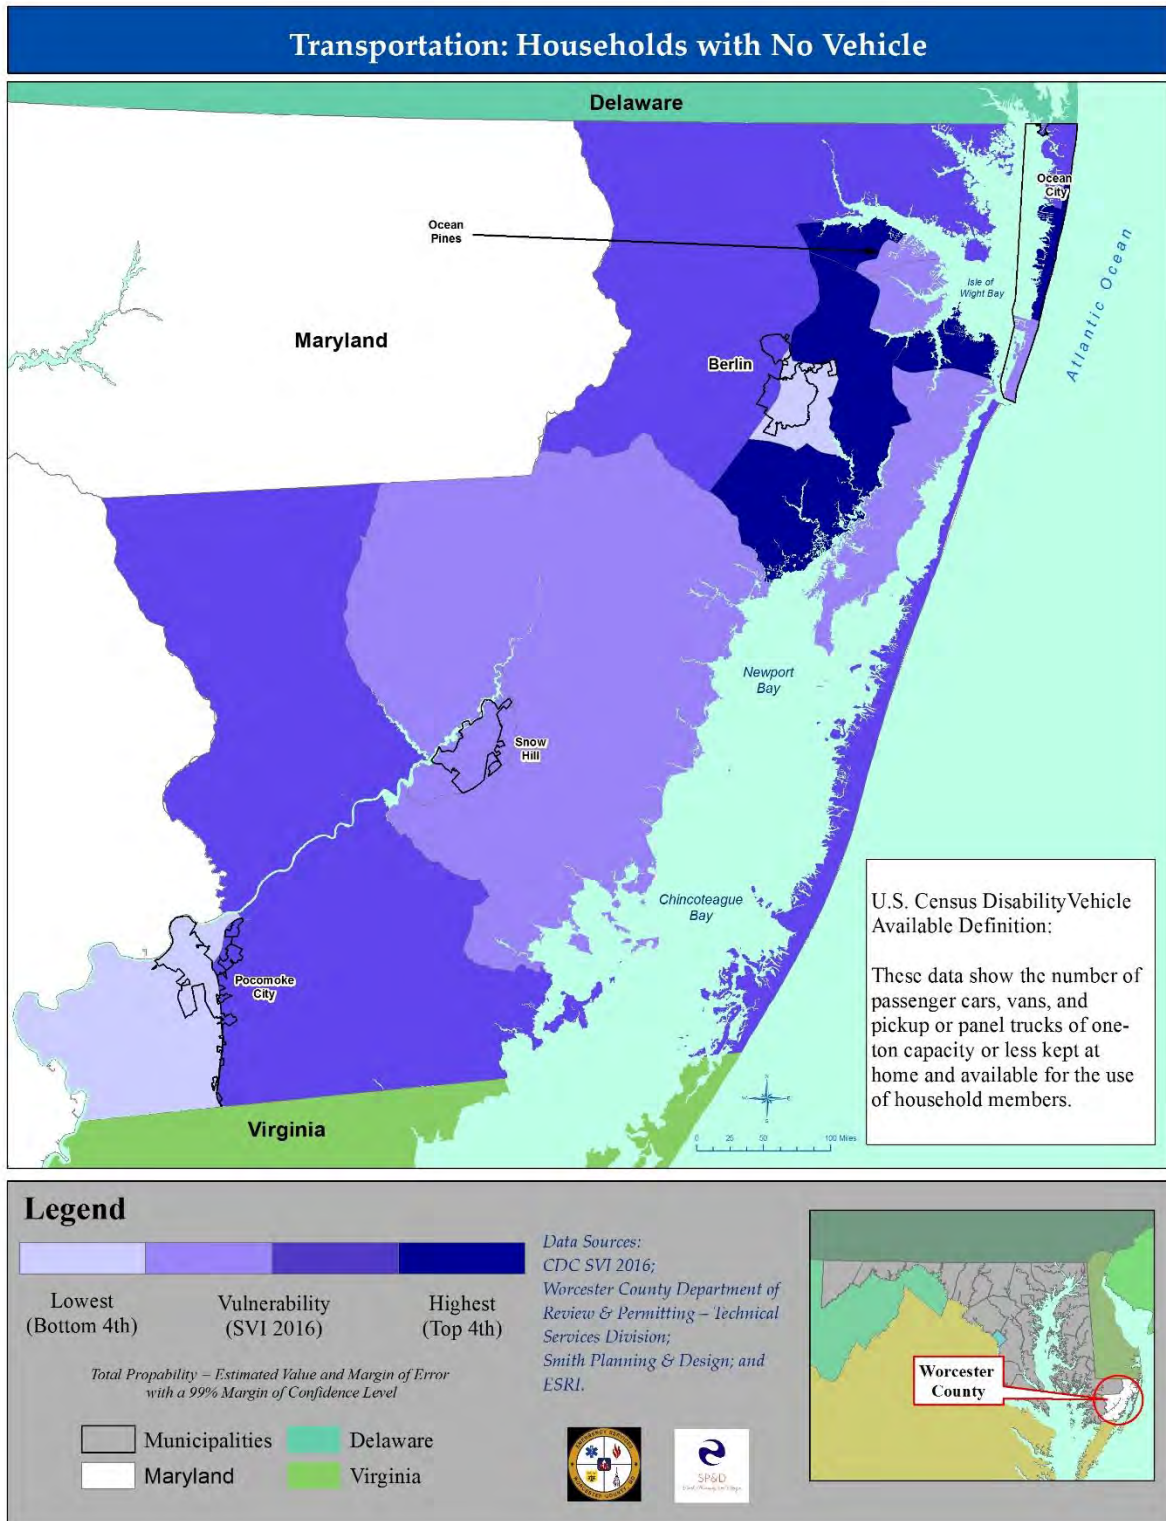 Transportation: Households with No Vehicle
Delaware
Ocean
City
Ocean
Pines
Isle of
Wight Bay
Atlantic Ocean
Maryland
Berlin
Newport
Bay
Snow
Hill
Chincoteague
Bay
Pocomoke
City
Virginia
U.S. Census DisabilityVehicle
Available Definition:
These data show the number of
passenger cars, vans, and
pickup or panel trucks of one-
ton capacity or less kept at
home and available for the use
of household members.
0 25 50 100 Miles
Legend
Lowest
(Bottom 4th)
Vulnerability
(SVI 2016)
Highest
(Top 4th)
Total Propability – Estimated Value and Margin of Error
with a 99% Margin of Confidence Level
Municipalities
Delaware
Maryland
Virginia
Data Sources:
CDC SVI 2016;
Worcester County Department of
Review & Permitting – Technical
Services Division;
Smith Planning & Design; and
ESRI.
EMERGENCY SERVICES
WORCESTER COUNTY, MD
SP&D
Worcester
County